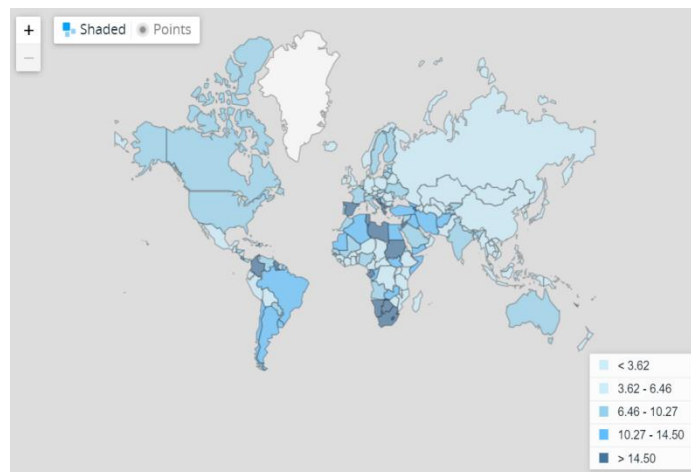 +
Shaded
Points
−
< 3.62
3.62 - 6.46
6.46 - 10.27
10.27 - 14.50
> 14.50